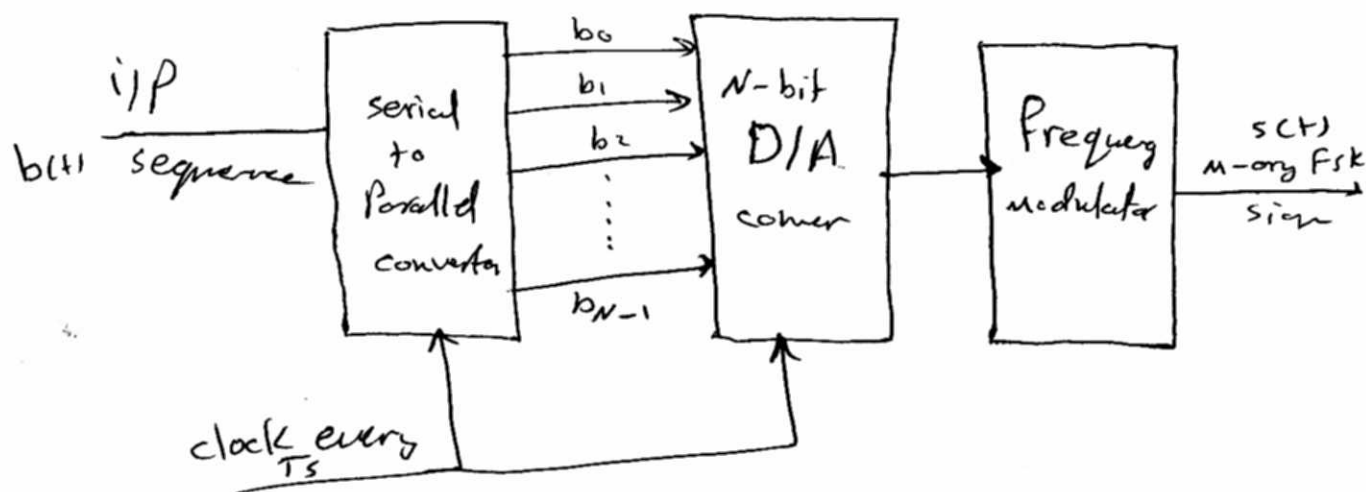 i/p
b(t) sequence
serial
to
Parallel
converter
b0
b1
b2
bN-1
N-bit
D/A
conver
frequency
modulator
s(t)
M-ary FSK
sign
clock every
Ts